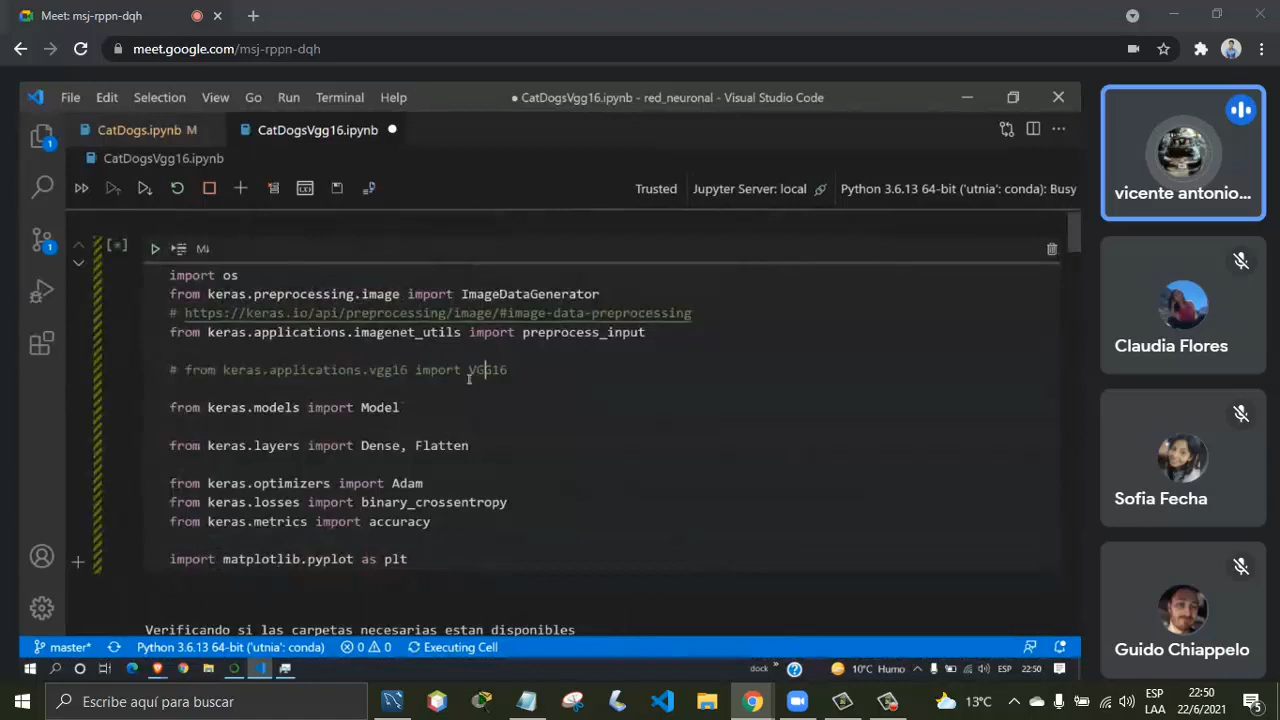 Meet: msj-rppn-dqh
meet.google.com/msj-rppn-dqh
File Edit Selection View Go Run Terminal Help
● CatDogsVgg16.ipynb - red_neuronal - Visual Studio Code
CatDogs.ipynb M
CatDogsVgg16.ipynb
CatDogsVgg16.ipynb
Trusted
Jupyter Server: local
Python 3.6.13 64-bit ('utnia': conda): Busy
[*]
M↓
import os
from keras.preprocessing.image import ImageDataGenerator
# https://keras.io/api/preprocessing/image/#image-data-preprocessing
from keras.applications.imagenet_utils import preprocess_input
# from keras.applications.vgg16 import VGG16
from keras.models import Model
from keras.layers import Dense, Flatten
from keras.optimizers import Adam
from keras.losses import binary_crossentropy
from keras.metrics import accuracy
import matplotlib.pyplot as plt
Verificando si las carpetas necesarias estan disponibles
master* Python 3.6.13 64-bit ('utnia': conda) 0 0 Executing Cell
dock » 10°C Humo ESP 22:50
vicente antonio...
Claudia Flores
Sofia Fecha
Guido Chiappelo
Escribe aquí para buscar
13°C
ESP
LAA
22:50
22/6/2021
5